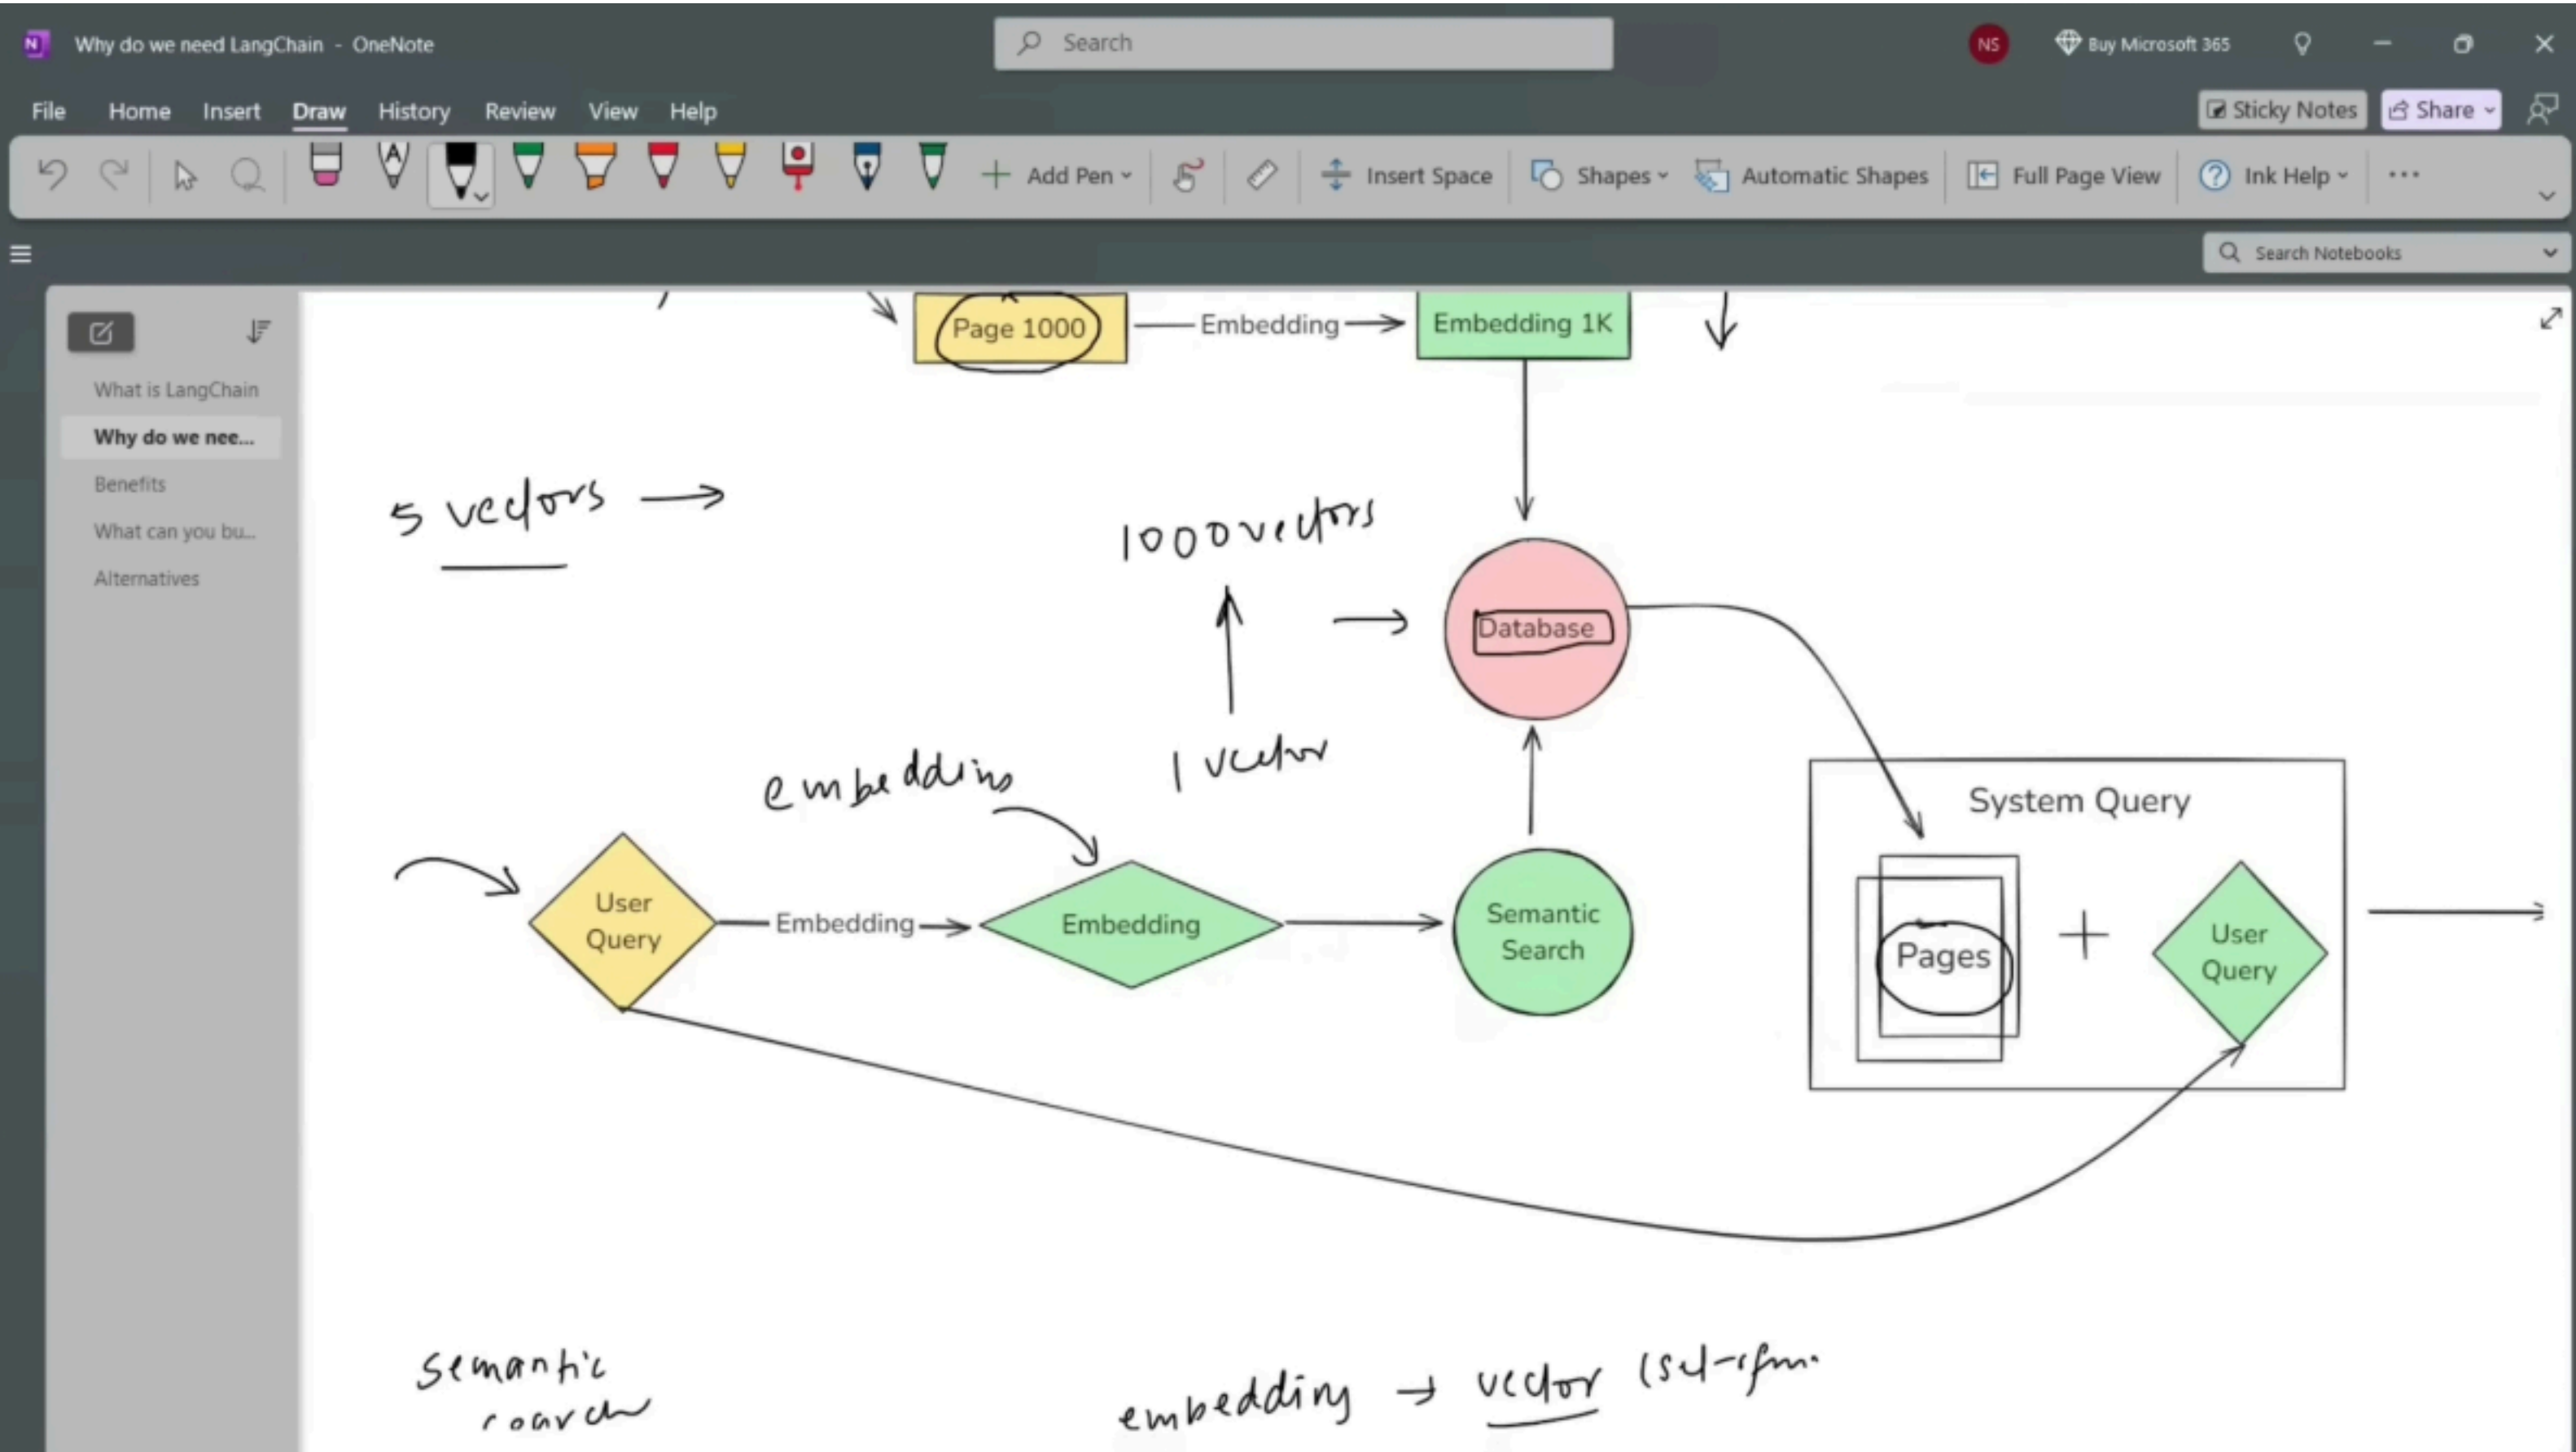 Why do we need LangChain - OneNote
Search
NS
Buy Microsoft 365
File Home Insert Draw History Review View Help
Sticky Notes Share
A
Add Pen Insert Space Shapes Automatic Shapes Full Page View Ink Help
Search Notebooks
What is LangChain
Why do we nee...
Benefits
What can you bu...
Alternatives
Page 1000 Embedding Embedding 1K
5 vectors →
1000 vectors
Database
1 vector
embedding
System Query
User
Query
Embedding
Embedding
Semantic
Search
Pages
+
User
Query
semantic
search
embedding → vector